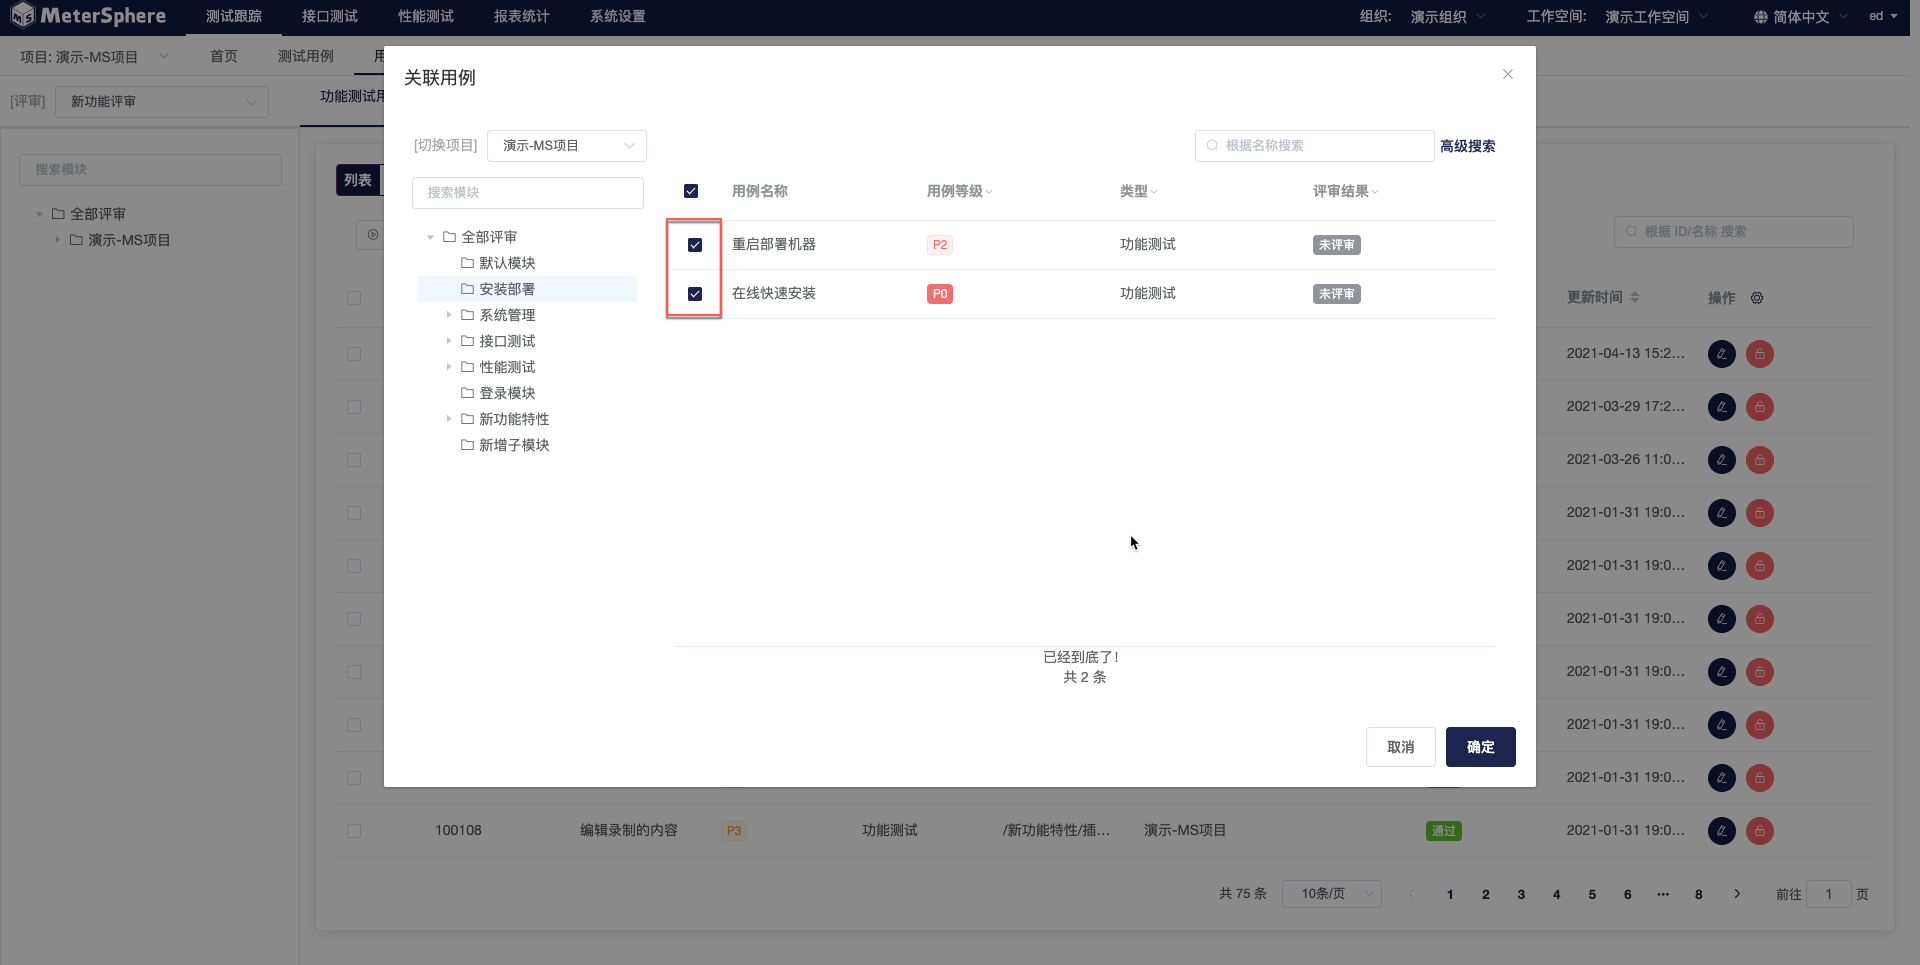 MeterSphere 测试跟踪 接口测试 性能测试 报表统计 系统设置 组织: 演示组织 工作空间: 演示工作空间 简体中文 ed
项目: 演示-MS项目 首页 测试用例
[评审] 新功能评审 功能测试用
搜索模块
全部评审
演示-MS项目
列表
根据 ID/名称 搜索
关联用例
[切换项目] 演示-MS项目 根据名称搜索 高级搜索
搜索模块
全部评审
默认模块
安装部署
系统管理
接口测试
性能测试
登录模块
新功能特性
新增子模块
用例名称 用例等级 类型 评审结果
重启部署机器 P2 功能测试 未评审
在线快速安装 P0 功能测试 未评审
已经到底了!
共 2 条
取消 确定
更新时间 操作
2021-04-13 15:2...
2021-03-29 17:2...
2021-03-26 11:0...
2021-01-31 19:0...
2021-01-31 19:0...
2021-01-31 19:0...
2021-01-31 19:0...
2021-01-31 19:0...
2021-01-31 19:0...
100108 编辑录制的内容 P3 功能测试 /新功能特性/插... 演示-MS项目 通过 2021-01-31 19:0...
共 75 条 10条/页 1 2 3 4 5 6 ... 8 前往 1 页